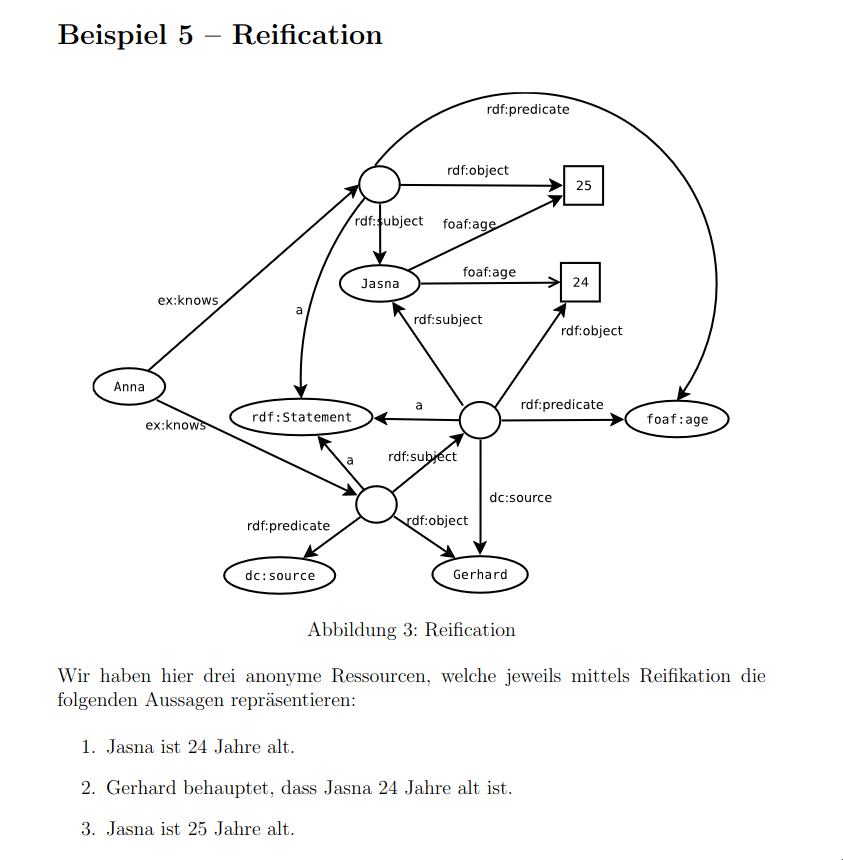 Beispiel 5 – Reification
rdf:predicate
rdf:object
25
rdf:subject
foaf:age
foaf:age
Jasna
24
ex:knows
a
rdf:subject
rdf:object
Anna
a
rdf:predicate
rdf:Statement
foaf:age
ex:knows
a
rdf:subject
dc:source
rdf:predicate
rdf:object
dc:source
Gerhard
Abbildung 3: Reification
Wir haben hier drei anonyme Ressourcen, welche jeweils mittels Reifikation die
folgenden Aussagen repräsentieren:
1. Jasna ist 24 Jahre alt.
2. Gerhard behauptet, dass Jasna 24 Jahre alt ist.
3. Jasna ist 25 Jahre alt.